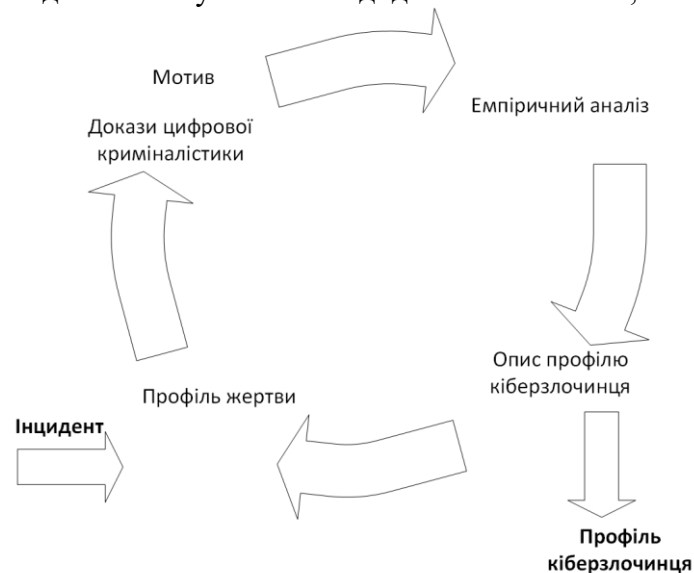 Мотив
Докази цифрової
криміналістики
Емпіричний аналіз
Опис профілю
кіберзлочинця
Профіль жертви
Інцидент
Профіль
кіберзлочинця